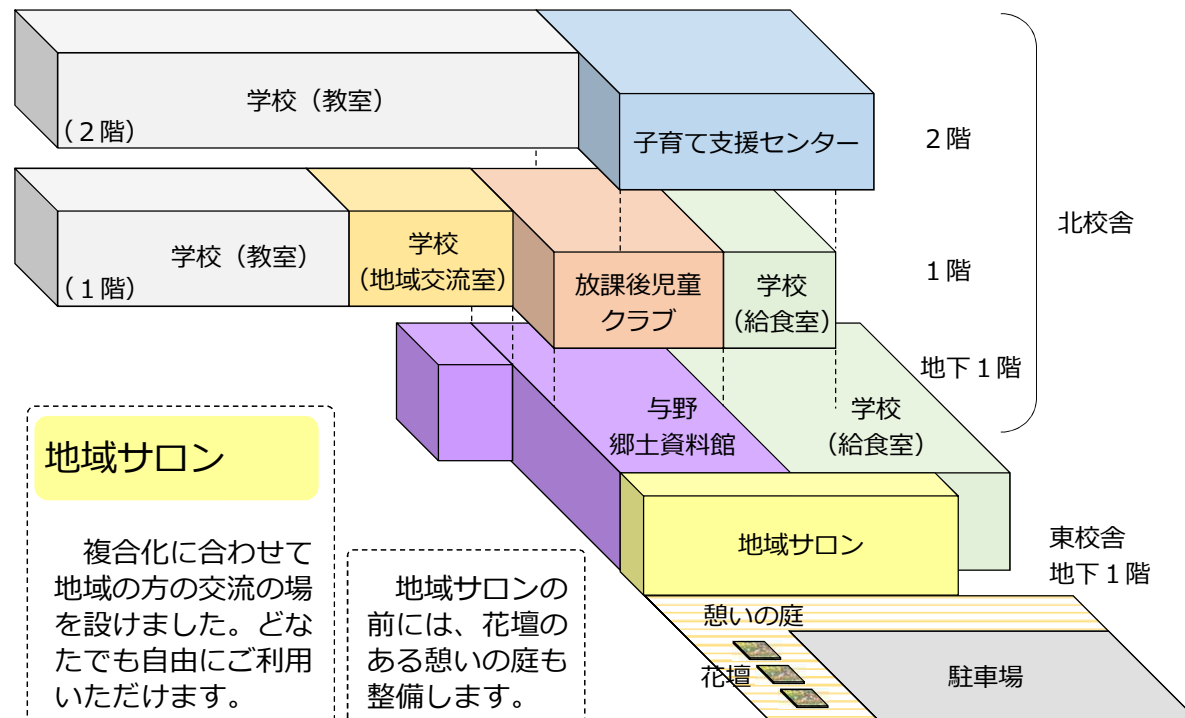 学校（教室）
（２階）
子育て支援センター
２階
学校（教室）
（１階）
学校
（地域交流室）
放課後児童
クラブ
学校
（給食室）
１階
北校舎
地下１階
与野
郷土資料館
学校
（給食室）
地域サロン
東校舎
地下１階
憩いの庭
花壇
駐車場
地域サロン
複合化に合わせて
地域の方の交流の場
を設けました。どな
たでも自由にご利用
いただけます。
地域サロンの
前には、花壇の
ある憩いの庭も
整備します。